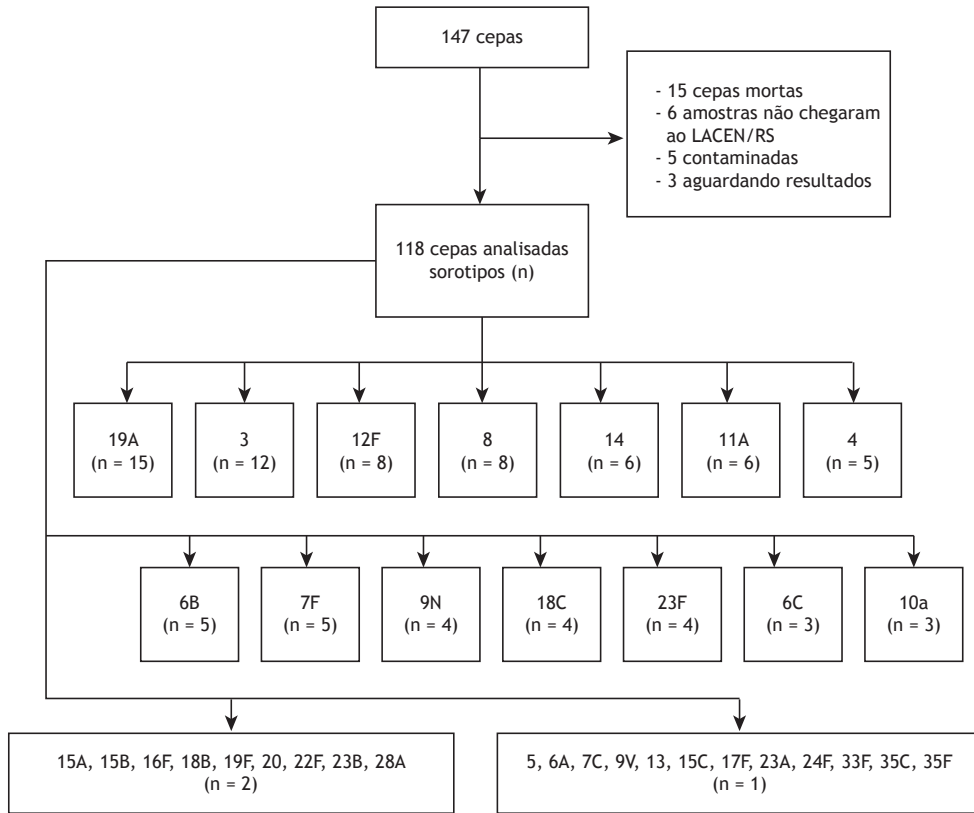 147 cepas
- 15 cepas mortas
- 6 amostras não chegaram
ao LACEN/RS
- 5 contaminadas
- 3 aguardando resultados
118 cepas analisadas
sorotipos (n)
19A
(n = 15)
3
(n = 12)
12F
(n = 8)
8
(n = 8)
14
(n = 6)
11A
(n = 6)
4
(n = 5)
6B
(n = 5)
7F
(n = 5)
9N
(n = 4)
18C
(n = 4)
23F
(n = 4)
6C
(n = 3)
10a
(n = 3)
15A, 15B, 16F, 18B, 19F, 20, 22F, 23B, 28A
(n = 2)
5, 6A, 7C, 9V, 13, 15C, 17F, 23A, 24F, 33F, 35C, 35F
(n = 1)